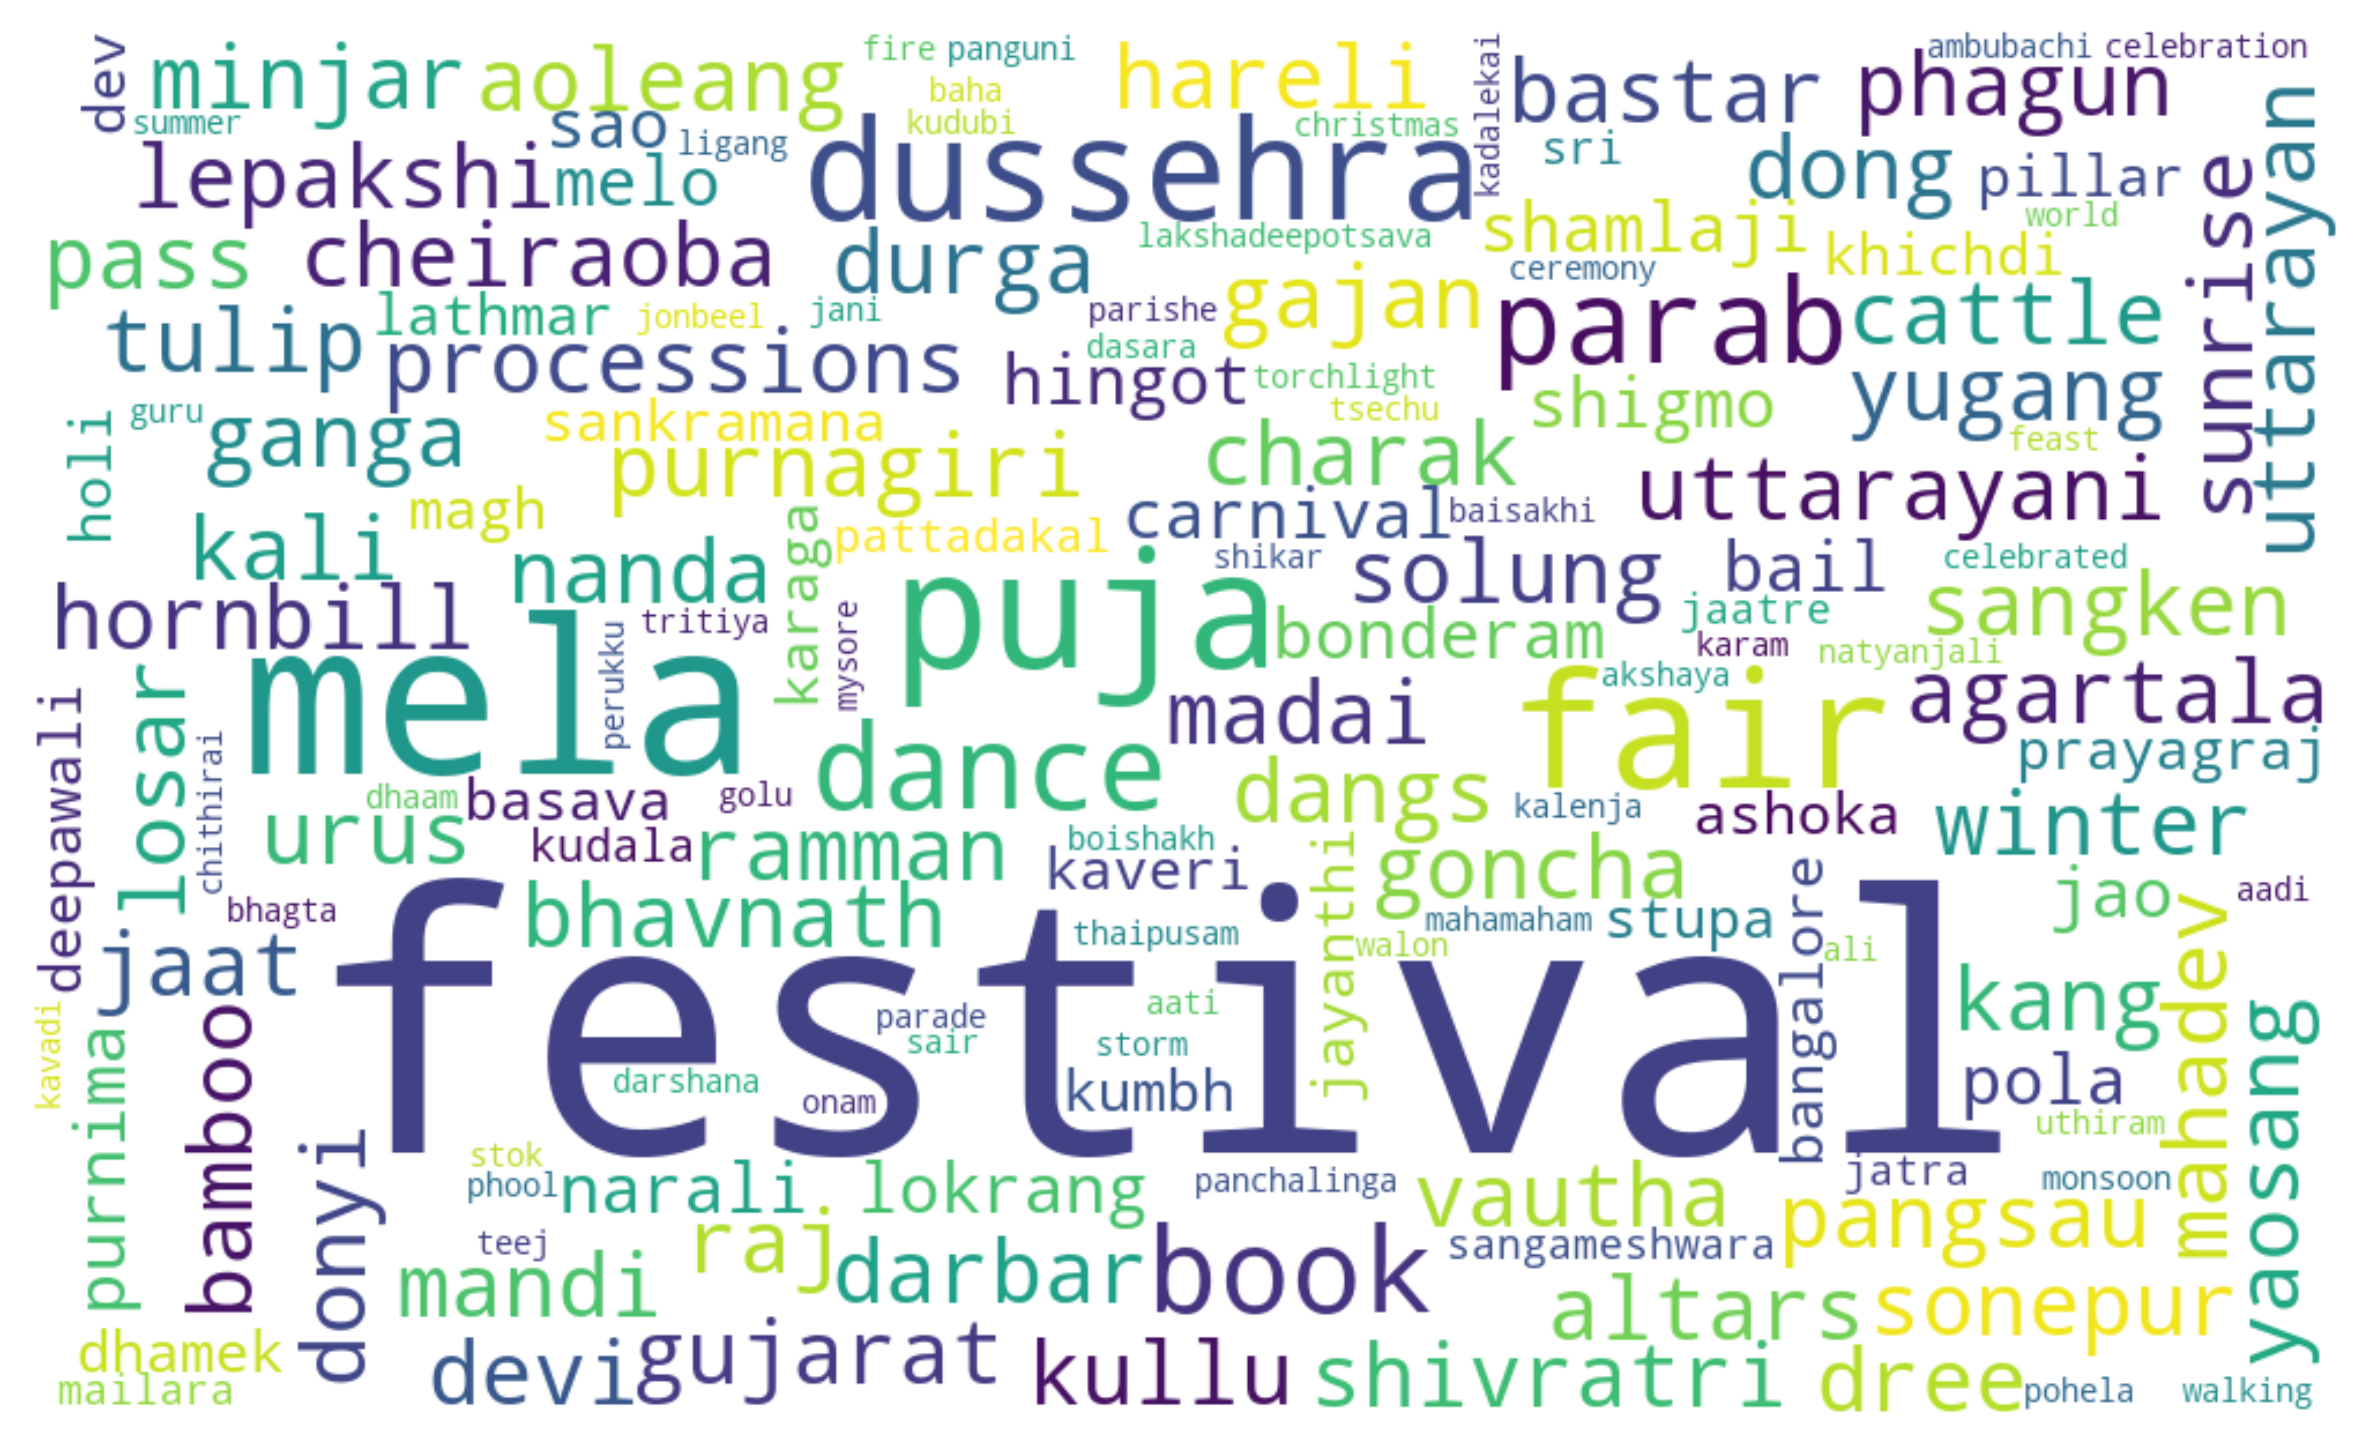 dev
minjar
aoleang
fire
panguni
hareli
kadalekai
bastar
ambubachi
celebration
phagun
uttarayan
summer
sao
ligang
baha
kudubi
christmas
sri
dong
pillar
sunrise
lepakshi
melo
dussehra
world
pass
cheiraoba
durga
lakshadeepotsava
shamlaji
khichdi
ceremony
gajan
parab
cattle
tulip
lathmar
jonbeel
jani
parishe
processions
dasara
hingot
torchlight
tsechu
shigmo
yugang
holi
guru
ganga
sankramana
purnagiri
charak
feast
uttarayani
magh
karaga
pattadakal
carnival
baisakhi
kali
nanda
shikar
solung
bail
celebrated
sangken
hornbill
mela
tritiya
perukku
mysore
puja
bonderam
jaatre
karam
natyanjali
akshaya
fair
agartala
deepawali
losar
chithirai
madai
dance
prayagraj
dhaam
basava
golu
dangs
kalenja
ashoka
winter
urus
kudala
ramman
boishakh
kaveri
jayanthi
goncha
bangalore
jao
aadi
bhagta
bhavnath
thaipusam
walon
mahamaham
stupa
ali
mahadev
jaat
festival
kang
kavadi
purnima
bamboo
parade
sair
aati
storm
darshana
onam
kumbh
pola
yaosang
uthiram
donyi
stok
phool
narali
lokrang
panchalinga
vautha
jatra
monsoon
teej
raj
mandi
darbar
book
sangameshwara
pangsau
altars
sonepur
dhamek
mailara
devi
gujarat
kullu
shivratri
dree
pohela
walking